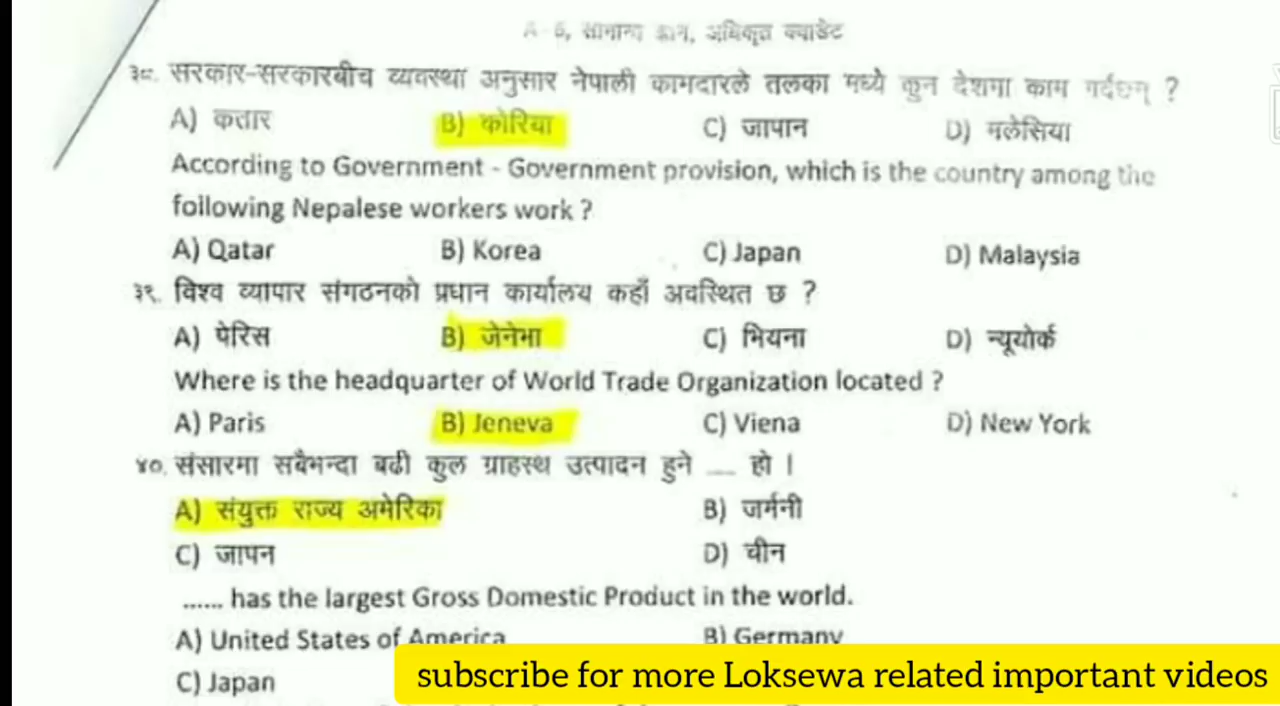 A- 6, सामान्य ज्ञान, अधिकृत क्याडेट
३८. सरकार-सरकारबीच व्यवस्था अनुसार नेपाली कामदारले तलका मध्ये कुन देशमा काम गर्दछन् ?
A) कतार B) कोरिया C) जापान D) मलेसिया
According to Government - Government provision, which is the country among the
following Nepalese workers work ?
A) Qatar B) Korea C) Japan D) Malaysia
३९. विश्व व्यापार संगठनको प्रधान कार्यालय कहाँ अवस्थित छ ?
A) पेरिस B) जेनेभा C) भियना D) न्यूयोर्क
Where is the headquarter of World Trade Organization located ?
A) Paris B) Jeneva C) Viena D) New York
४०. संसारमा सबैभन्दा बढी कुल ग्राहस्थ उत्पादन हुने __ हो ।
A) संयुक्त राज्य अमेरिका B) जर्मनी
C) जापन D) चीन
...... has the largest Gross Domestic Product in the world.
A) United States of America B) Germany
C) Japan
subscribe for more Loksewa related important videos